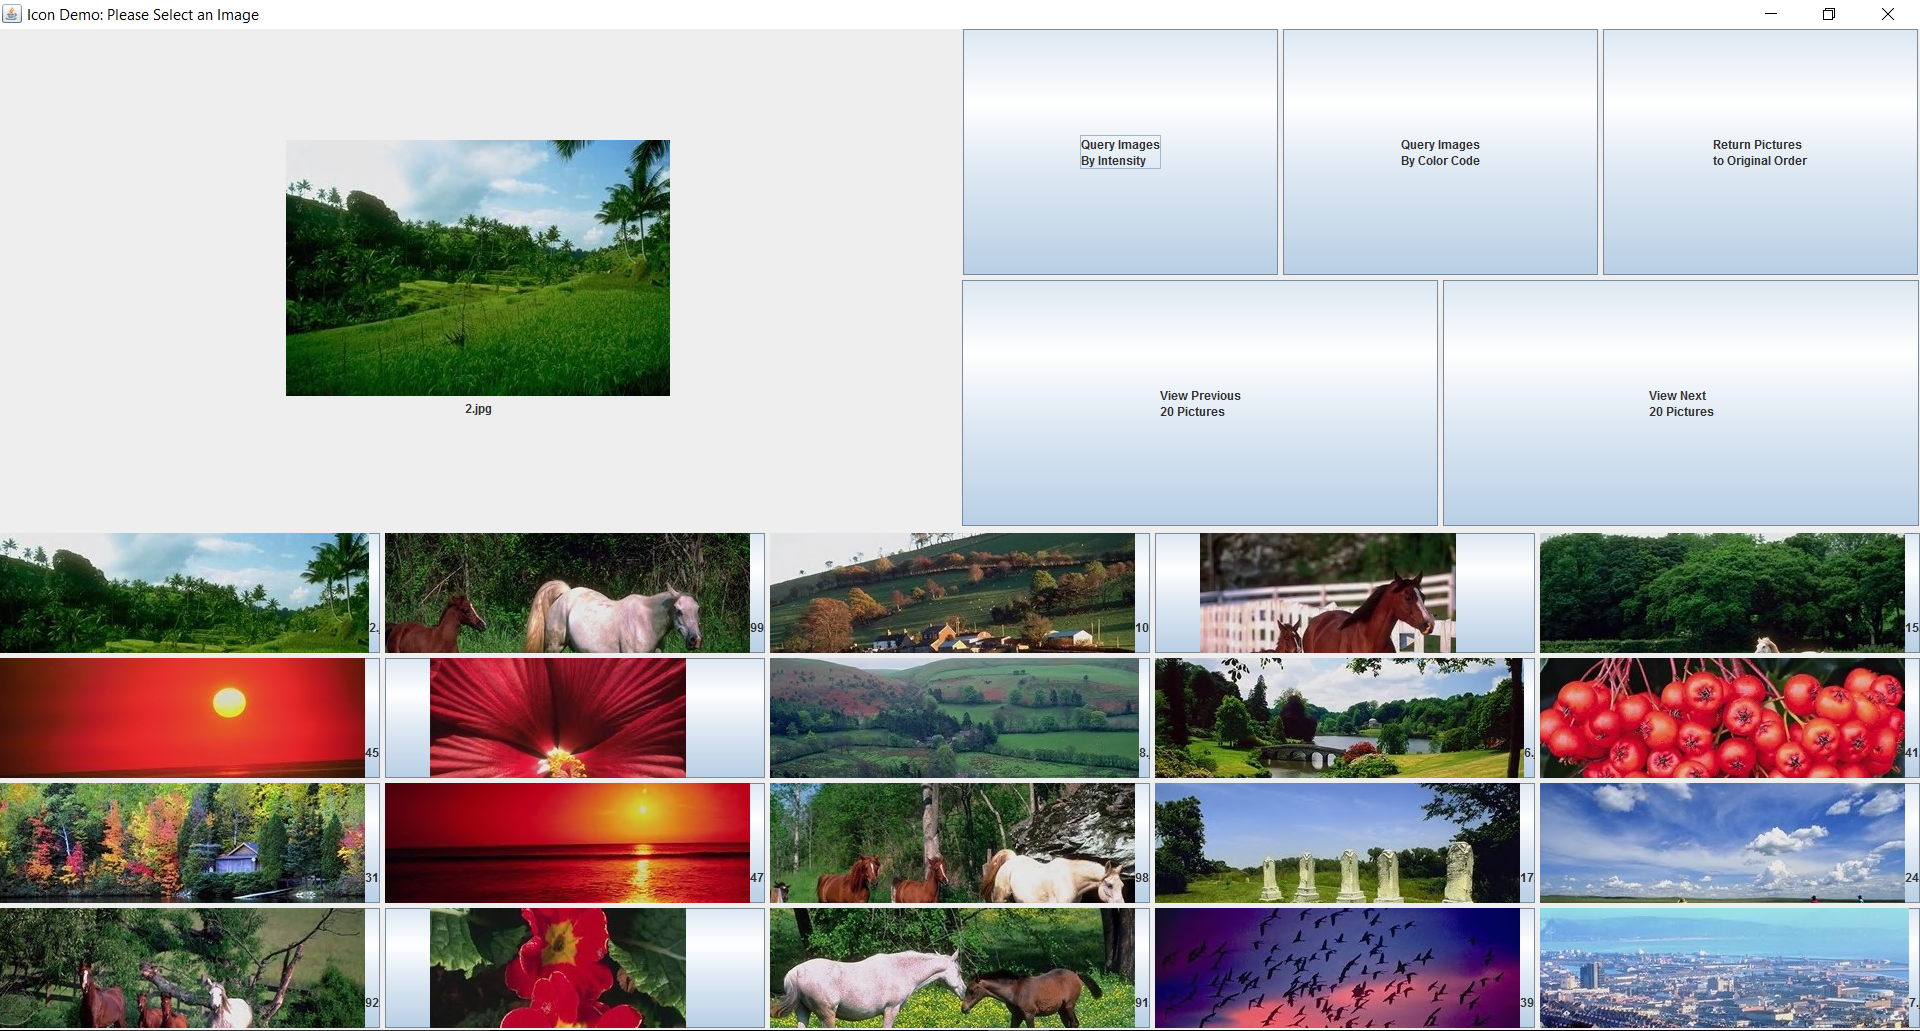 Icon Demo: Please Select an Image
Query Images
By Intensity
Query Images
By Color Code
Return Pictures
to Original Order
2.jpg
View Previous
20 Pictures
View Next
20 Pictures
2.
99
10
15
45
8.
6.
41
31
47
98
17
24
92
91
39
7.